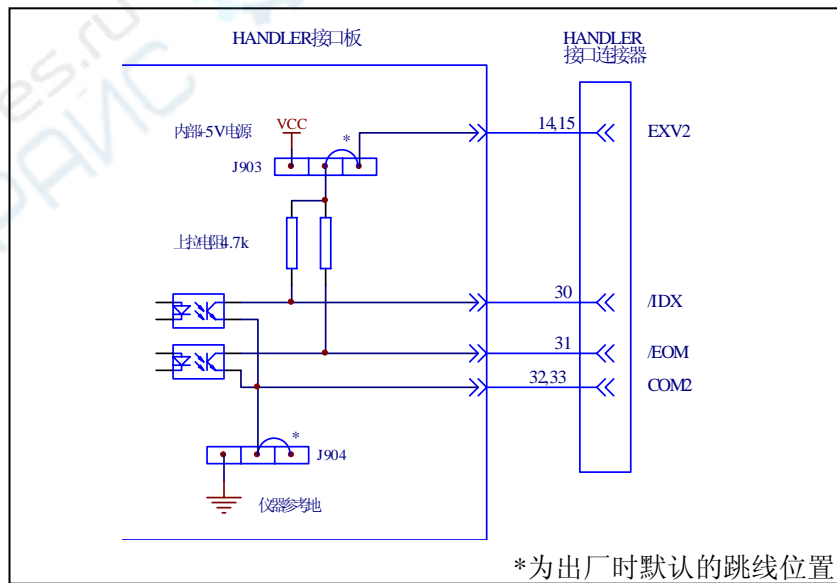 HANDLER接口板
HANDLER
接口连接器
内部+5V电源
VCC
*
14,15
EXV2
J903
上拉电阻4.7k
30
/IDX
31
/EOM
32,33
COM2
*
J904
仪器参考地
*为出厂时默认的跳线位置
es.ru
РАЙС